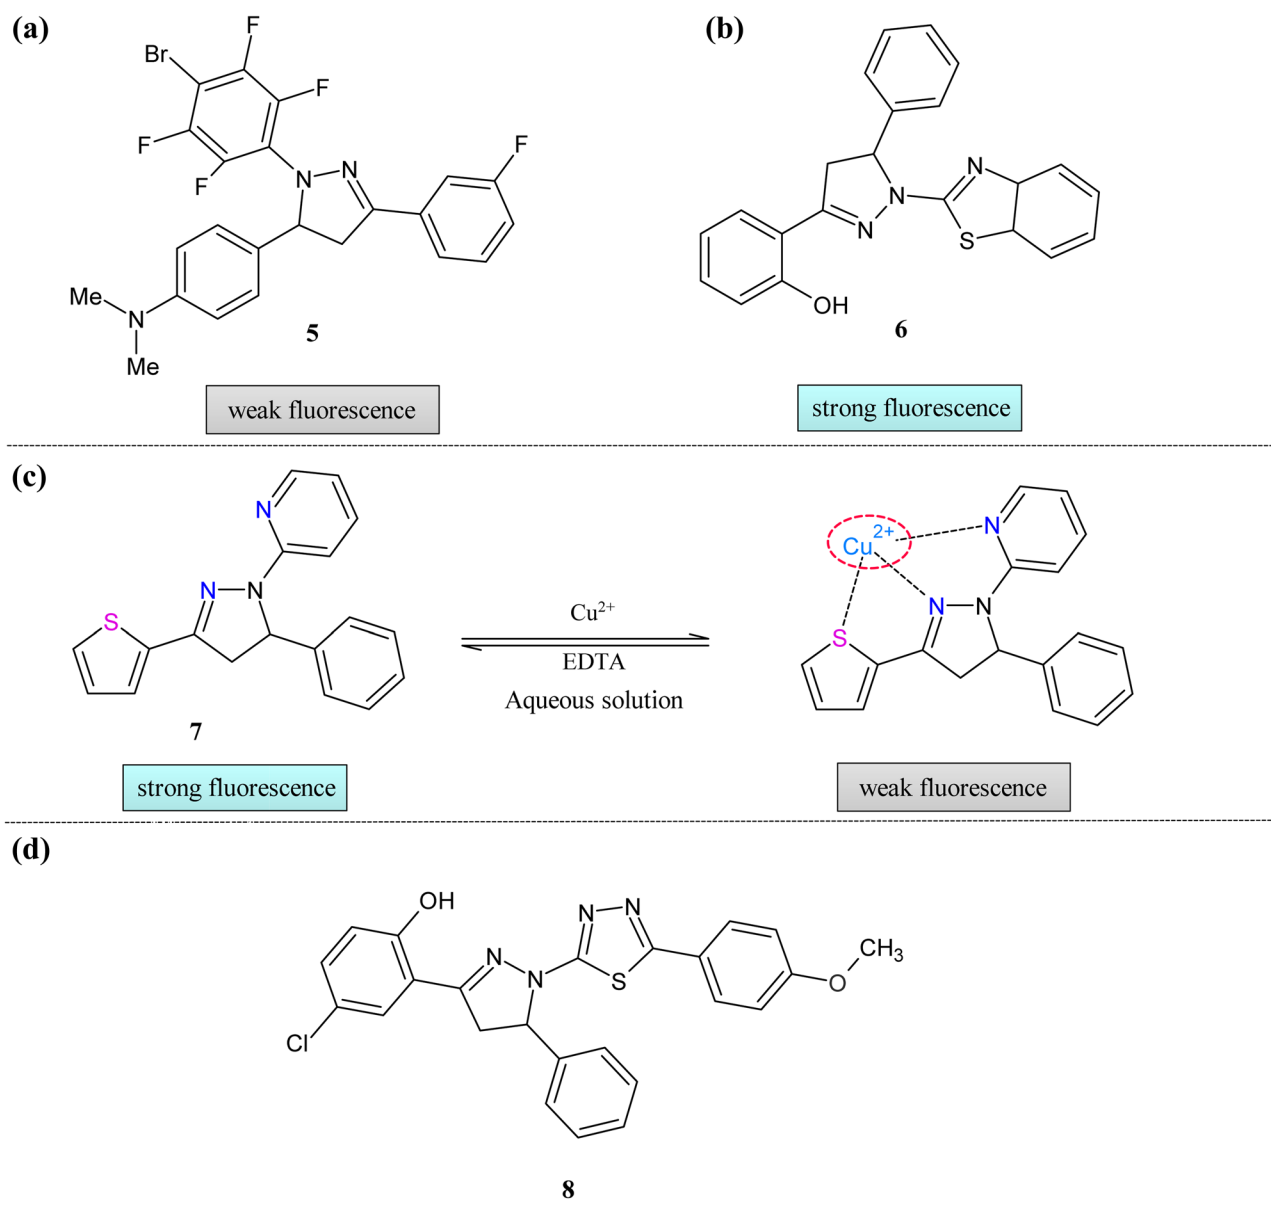 (a)
(b)
F
Br
F
F
F
N
N
F
Me
N
Me
5
weak fluorescence
N
N
N
S
OH
6
strong fluorescence
(c)
N
N
N
S
7
strong fluorescence
Cu2+
EDTA
Aqueous solution
Cu2+
N
N
N
S
weak fluorescence
(d)
OH
N
N
N
N
S
Cl
O
CH3
8